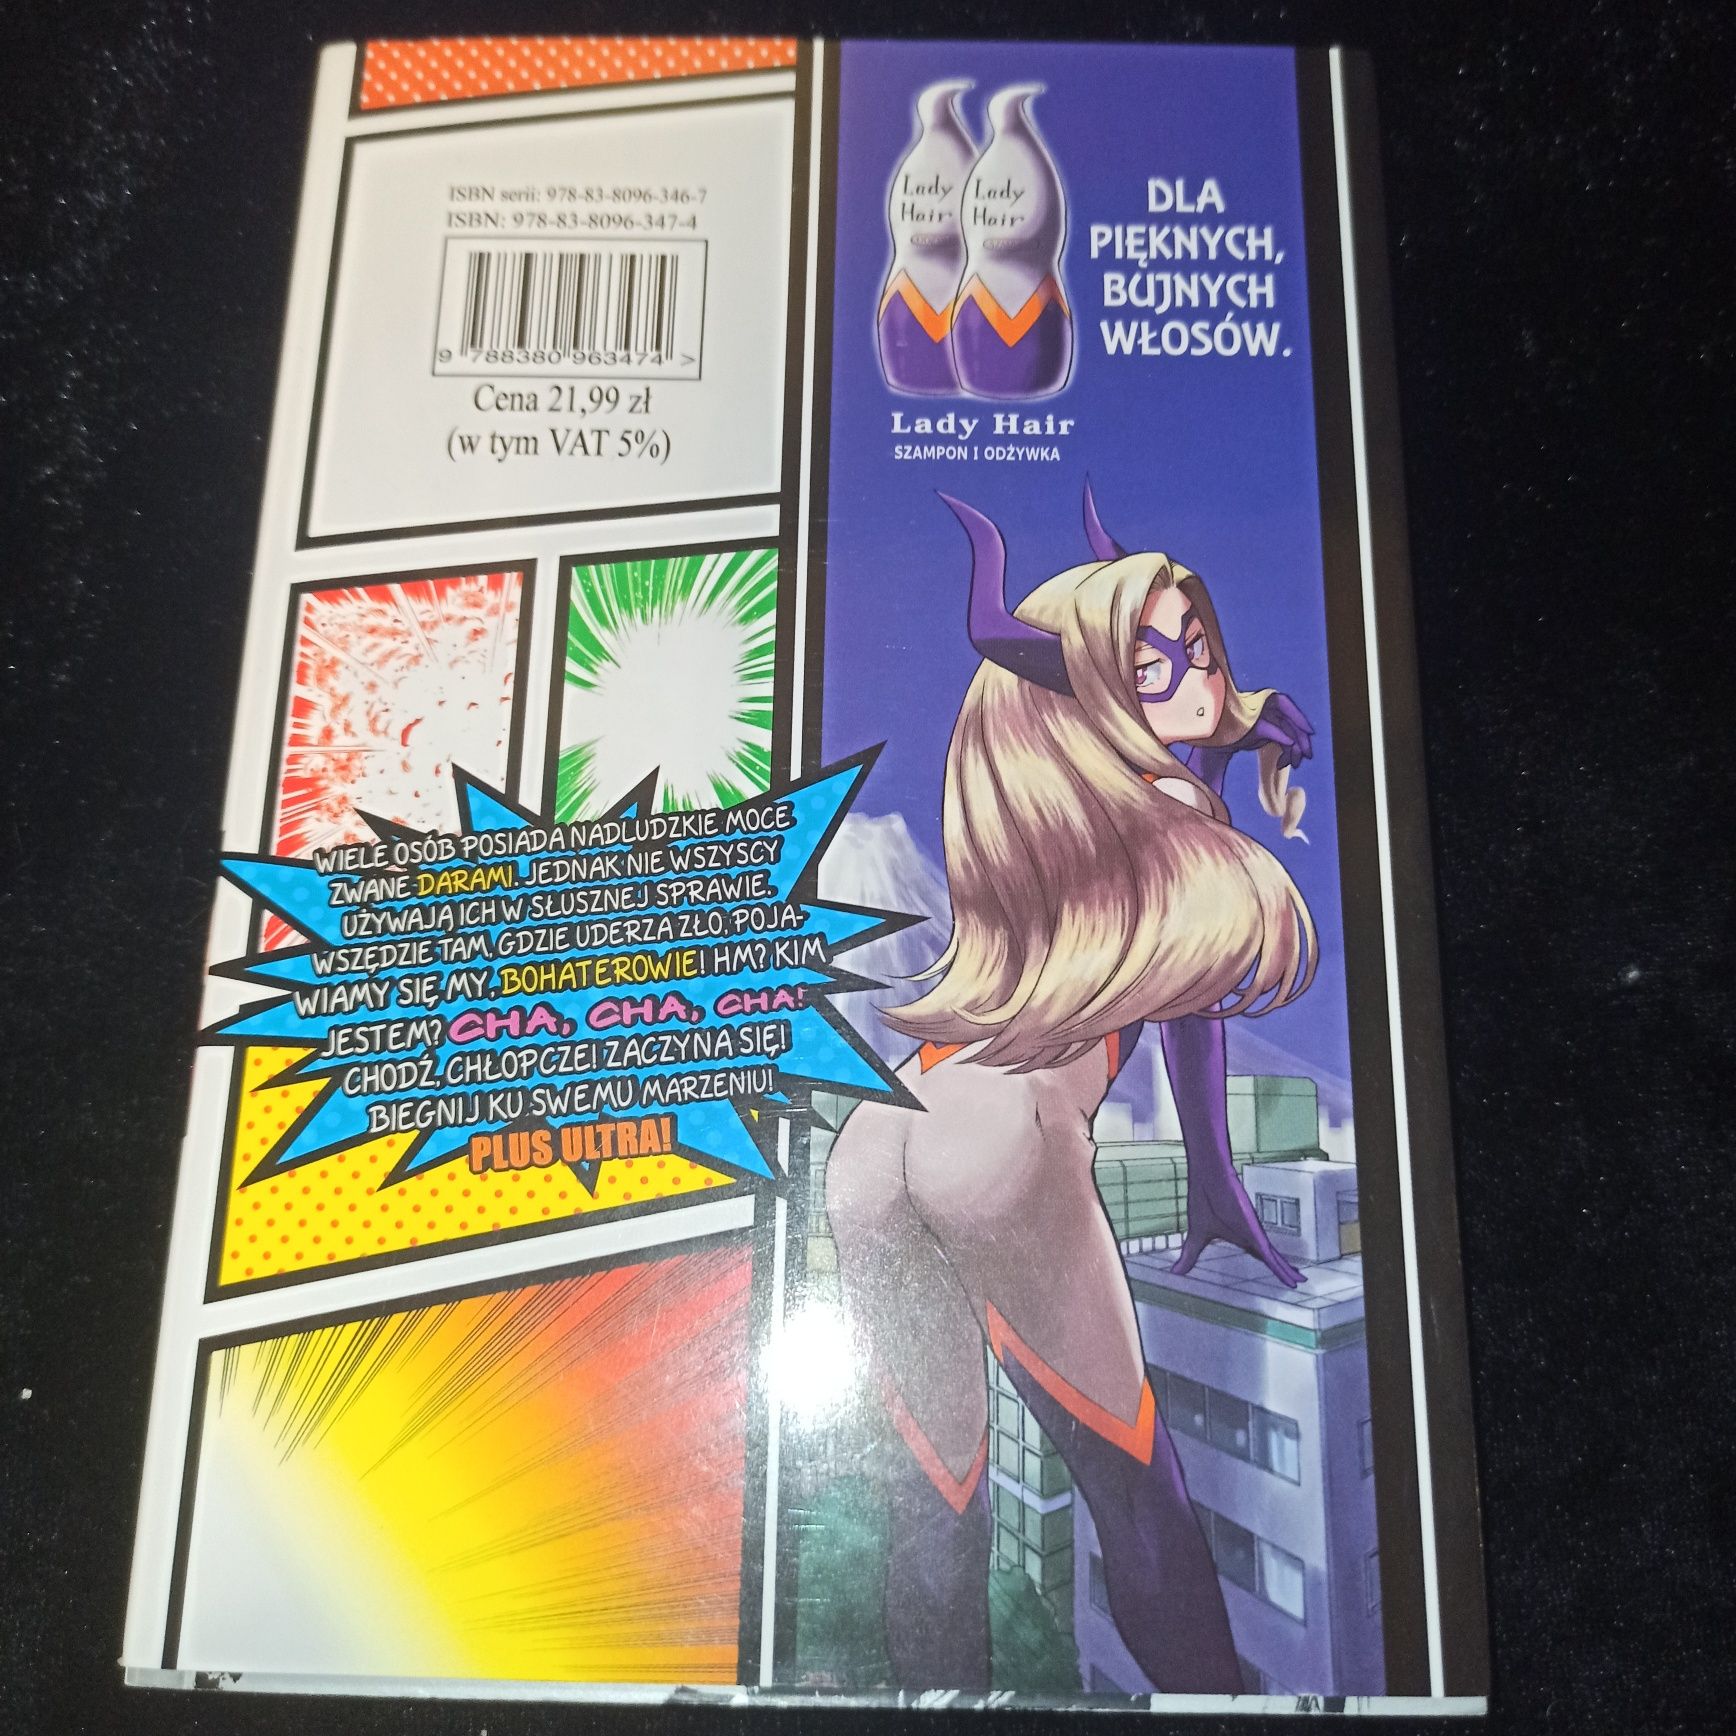 ISBN serii: 978-83-8096-346-7
ISBN: 978-83-8096-347-4
9 788380 963474 >
Cena 21,99 zł
(w tym VAT 5%)
WIELE OSÓB POSIADA NADLUDZKIE MOCE
ZWANE DARAMI. JEDNAK NIE WSZYSCY
UŻYWAJĄ ICH W SŁUSZNEJ SPRAWIE.
WSZĘDZIE TAM, GDZIE UDERZA ZŁO, POJA-
WIAMY SIĘ MY, BOHATEROWIE! HM? KIM
JESTEM? CHA, CHA, CHA!
CHODŹ, CHŁOPCZE! ZACZYNA SIĘ!
BIEGNIJ KU SWEMU MARZENIU!
PLUS ULTRA!
Lady
Hair
Lady
Hair
DLA
PIĘKNYCH,
BUJNYCH
WŁOSÓW.
Lady Hair
SZAMPON I ODŻYWKA